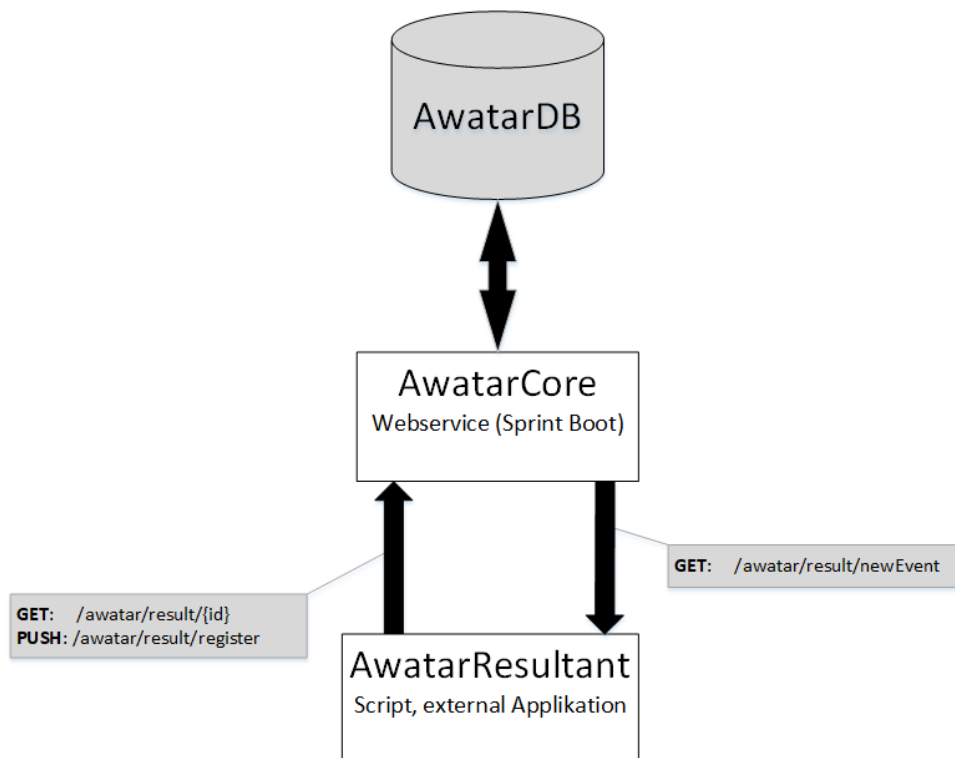 AwatarDB
AwatarCore
Webservice (Sprint Boot)
GET: /awatar/result/newEvent
GET: /awatar/result/{id}
PUSH: /awatar/result/register
AwatarResultant
Script, external Applikation